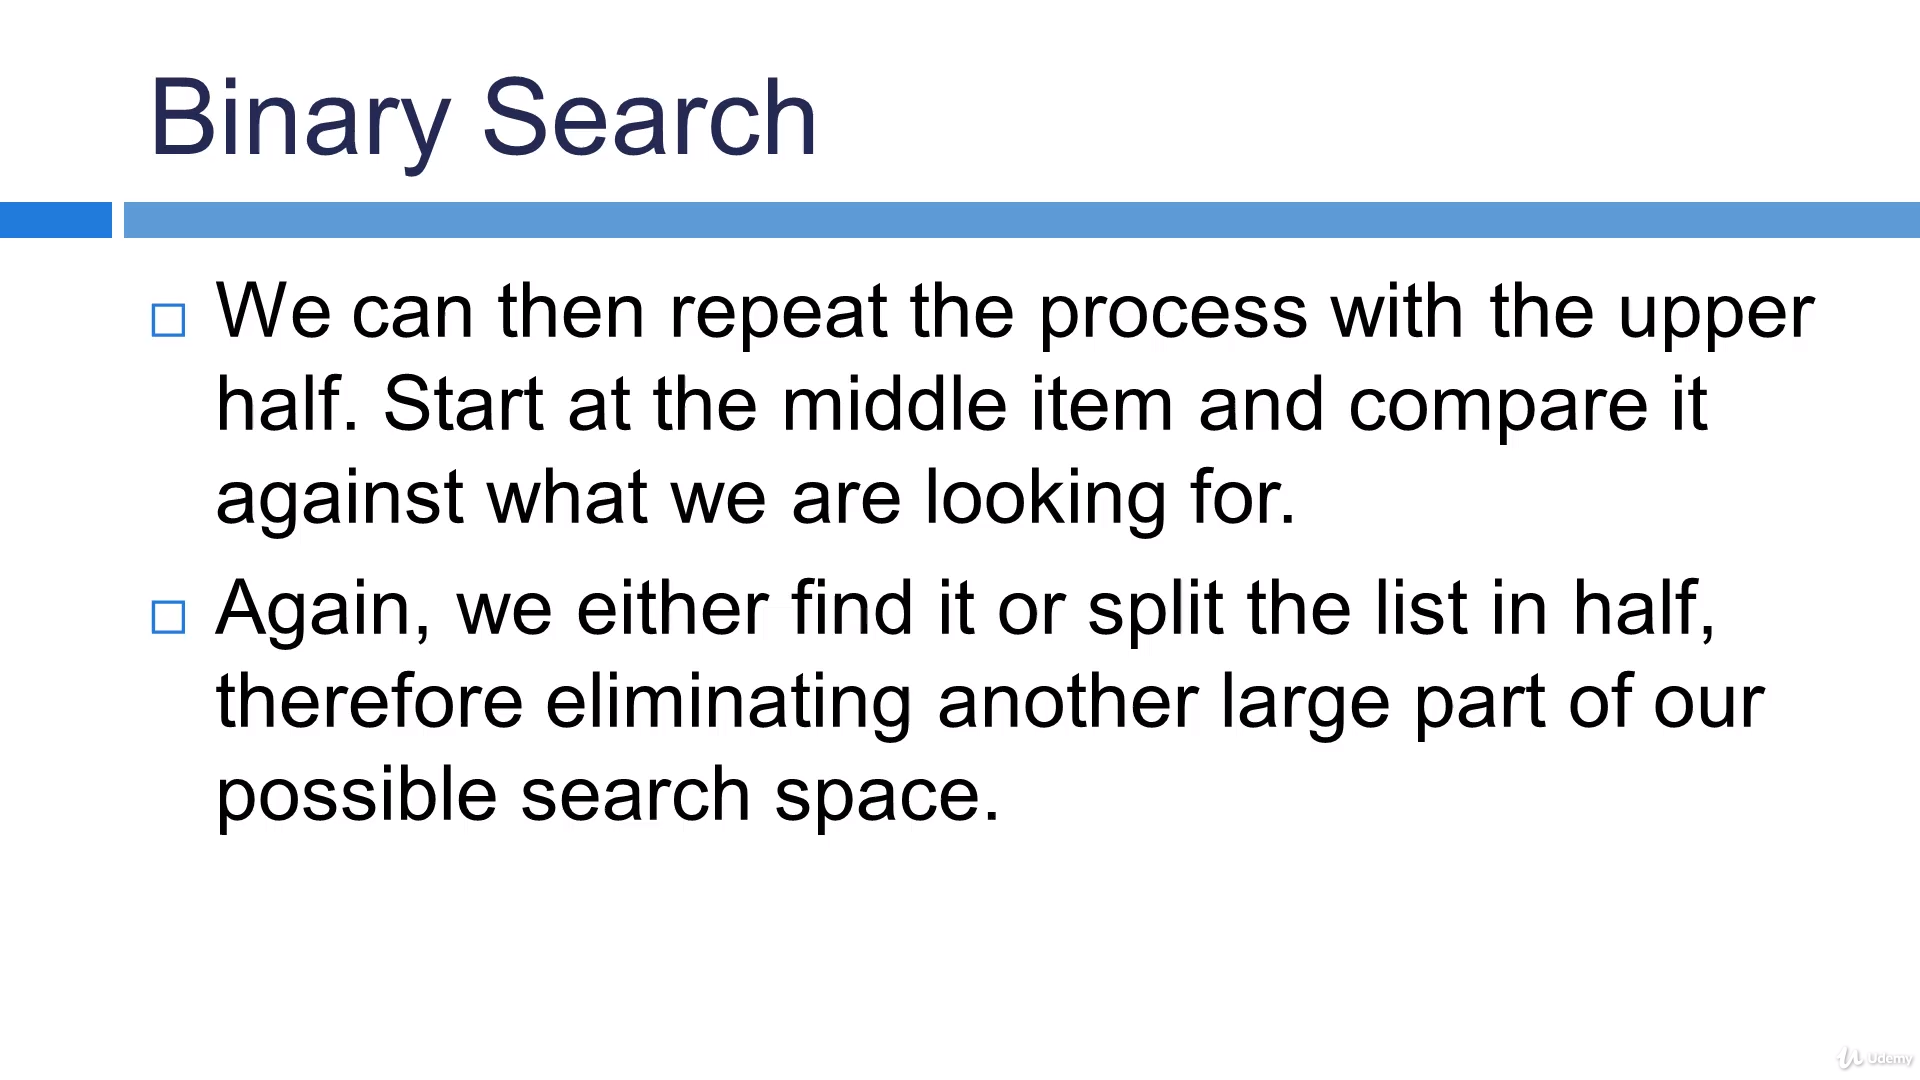 Binary Search
We can then repeat the process with the upper
half. Start at the middle item and compare it
against what we are looking for.
Again, we either find it or split the list in half,
therefore eliminating another large part of our
possible search space.
Udemy